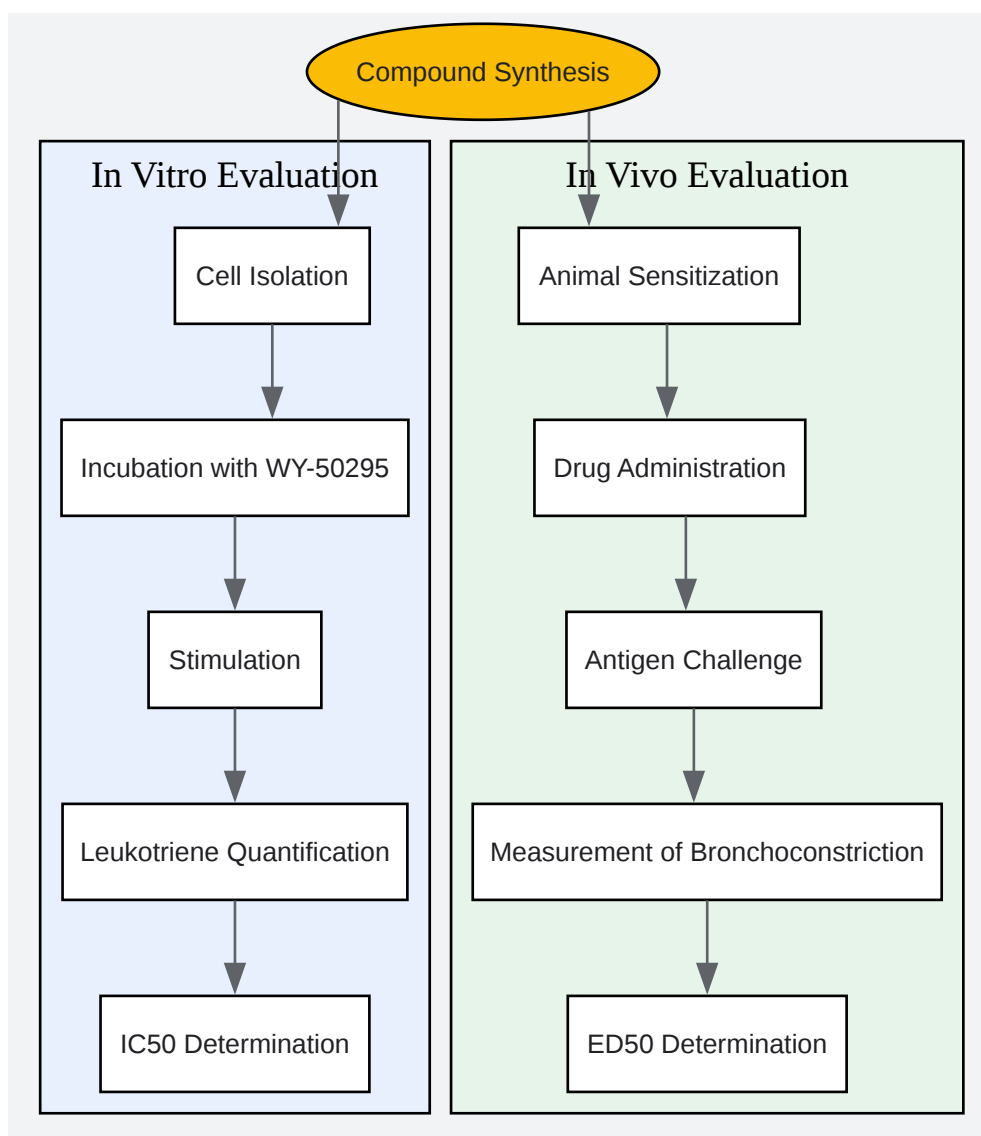 Compound Synthesis
In Vitro Evaluation
Cell Isolation
Incubation with WY-50295
Stimulation
Leukotriene Quantification
IC50 Determination
In Vivo Evaluation
Animal Sensitization
Drug Administration
Antigen Challenge
Measurement of Bronchoconstriction
ED50 Determination